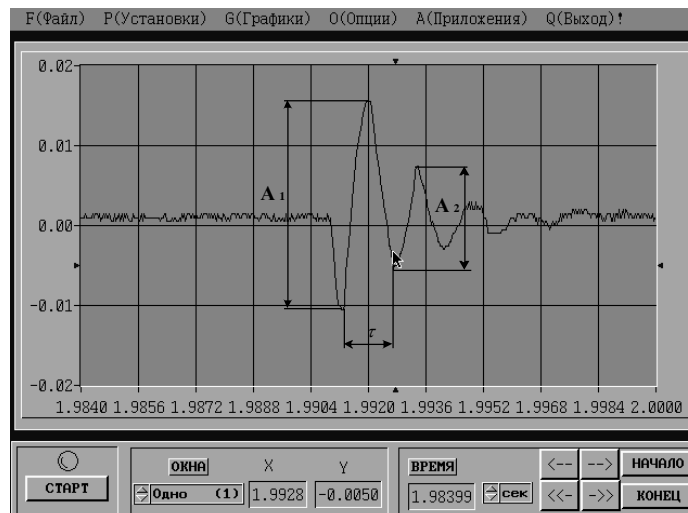 F(Файл) P(Установки) G(Графики) O(Опции) A(Приложения) Q(Выход)!
0.02
0.01
0.00
-0.01
-0.02
A 1
A 2
τ
1.9840 1.9856 1.9872 1.9888 1.9904 1.9920 1.9936 1.9952 1.9968 1.9984 2.0000
СТАРТ
ОКНА X Y
Одно (1) 1.9928 -0.0050
ВРЕМЯ
1.98399 сек
<-- --> НАЧАЛО
<<- ->> КОНЕЦ